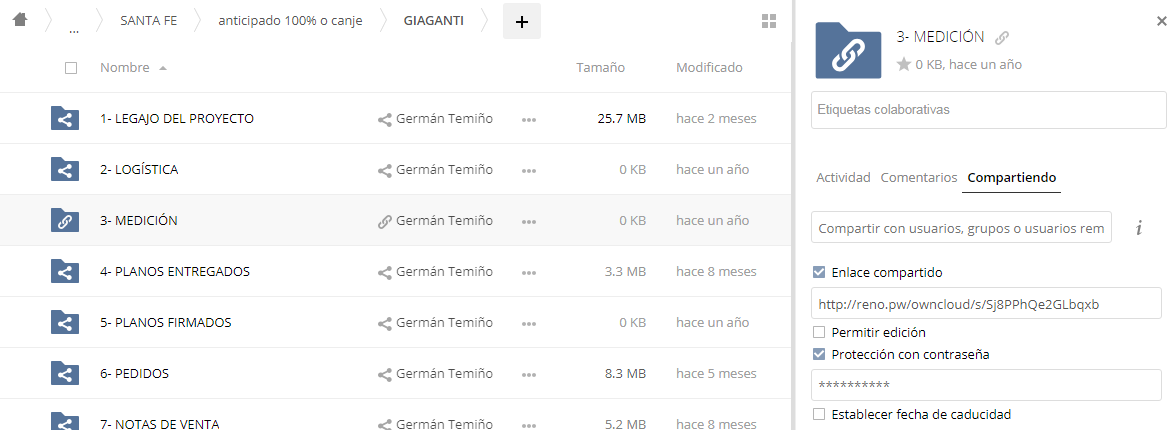 ... SANTA FE anticipado 100% o canje GIAGANTI +
Nombre Tamaño Modificado
1- LEGAJO DEL PROYECTO Germán Temiño ... 25.7 MB hace 2 meses
2- LOGÍSTICA Germán Temiño ... 0 KB hace un año
3- MEDICIÓN Germán Temiño ... 0 KB hace un año
4- PLANOS ENTREGADOS Germán Temiño ... 3.3 MB hace 8 meses
5- PLANOS FIRMADOS Germán Temiño ... 0 KB hace un año
6- PEDIDOS Germán Temiño ... 8.3 MB hace 5 meses
7- NOTAS DE VENTA Germán Temiño ... 5.2 MB hace 8 meses
×
3- MEDICIÓN
0 KB, hace un año
Etiquetas colaborativas
Actividad Comentarios Compartiendo
Compartir con usuarios, grupos o usuarios rem i
Enlace compartido
http://reno.pw/owncloud/s/Sj8PPhQe2GLbqxb
Permitir edición
Protección con contraseña
**********
Establecer fecha de caducidad